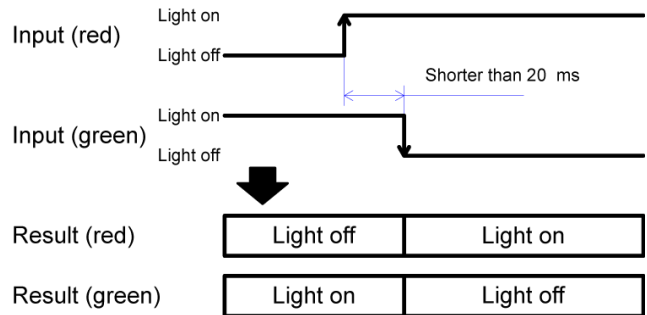 Input (red)
Light on
Light off
Shorter than 20 ms
Input (green)
Light on
Light off
Result (red)
Light off
Light on
Result (green)
Light on
Light off